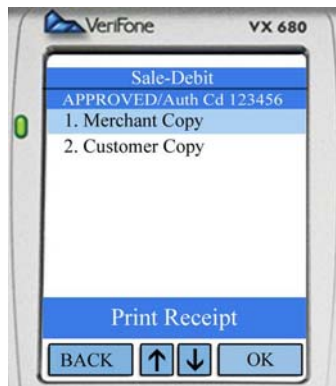 VeriFone VX 680
Sale-Debit
APPROVED/Auth Cd 123456
1. Merchant Copy
2. Customer Copy
Print Receipt
BACK ↑ ↓ OK